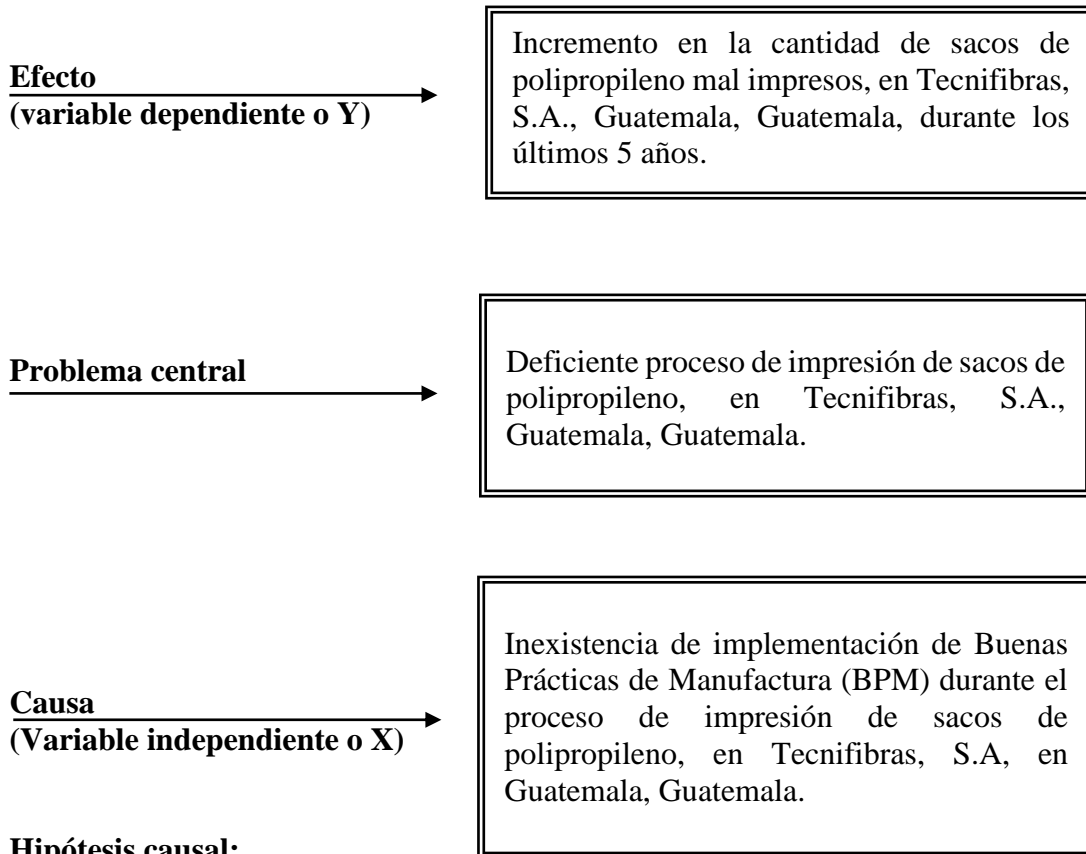 Efecto
(variable dependiente o Y)
Incremento en la cantidad de sacos de
polipropileno mal impresos, en Tecnifibras,
S.A., Guatemala, Guatemala, durante los
últimos 5 años.
Problema central
Deficiente proceso de impresión de sacos de
polipropileno, en Tecnifibras, S.A.,
Guatemala, Guatemala.
Causa
(Variable independiente o X)
Inexistencia de implementación de Buenas
Prácticas de Manufactura (BPM) durante el
proceso de impresión de sacos de
polipropileno, en Tecnifibras, S.A, en
Guatemala, Guatemala.
Hipótesis causal: